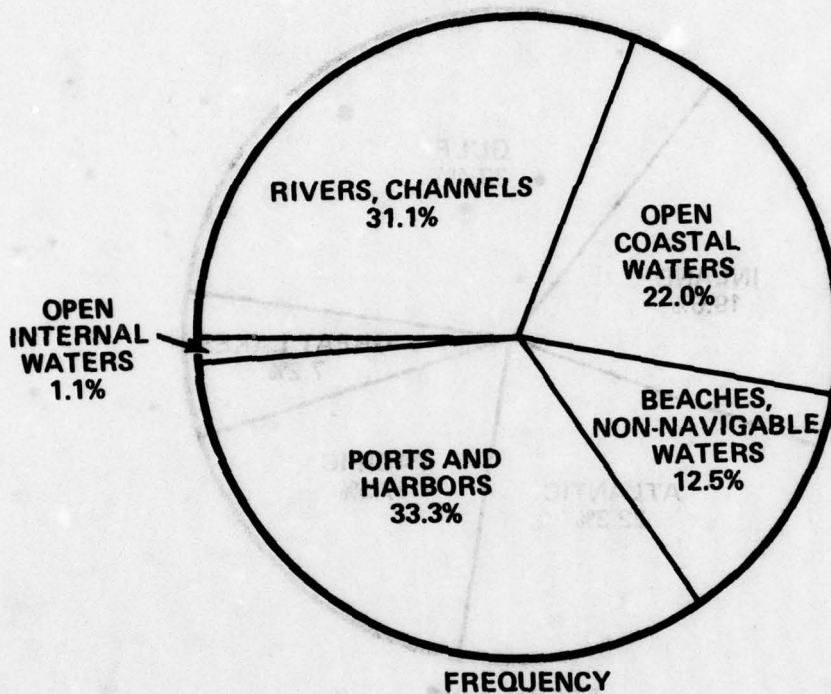 RIVERS, CHANNELS
31.1%
OPEN
COASTAL
WATERS
22.0%
OPEN
INTERNAL
WATERS
1.1%
BEACHES,
NON-NAVIGABLE
WATERS
12.5%
PORTS AND
HARBORS
33.3%
FREQUENCY